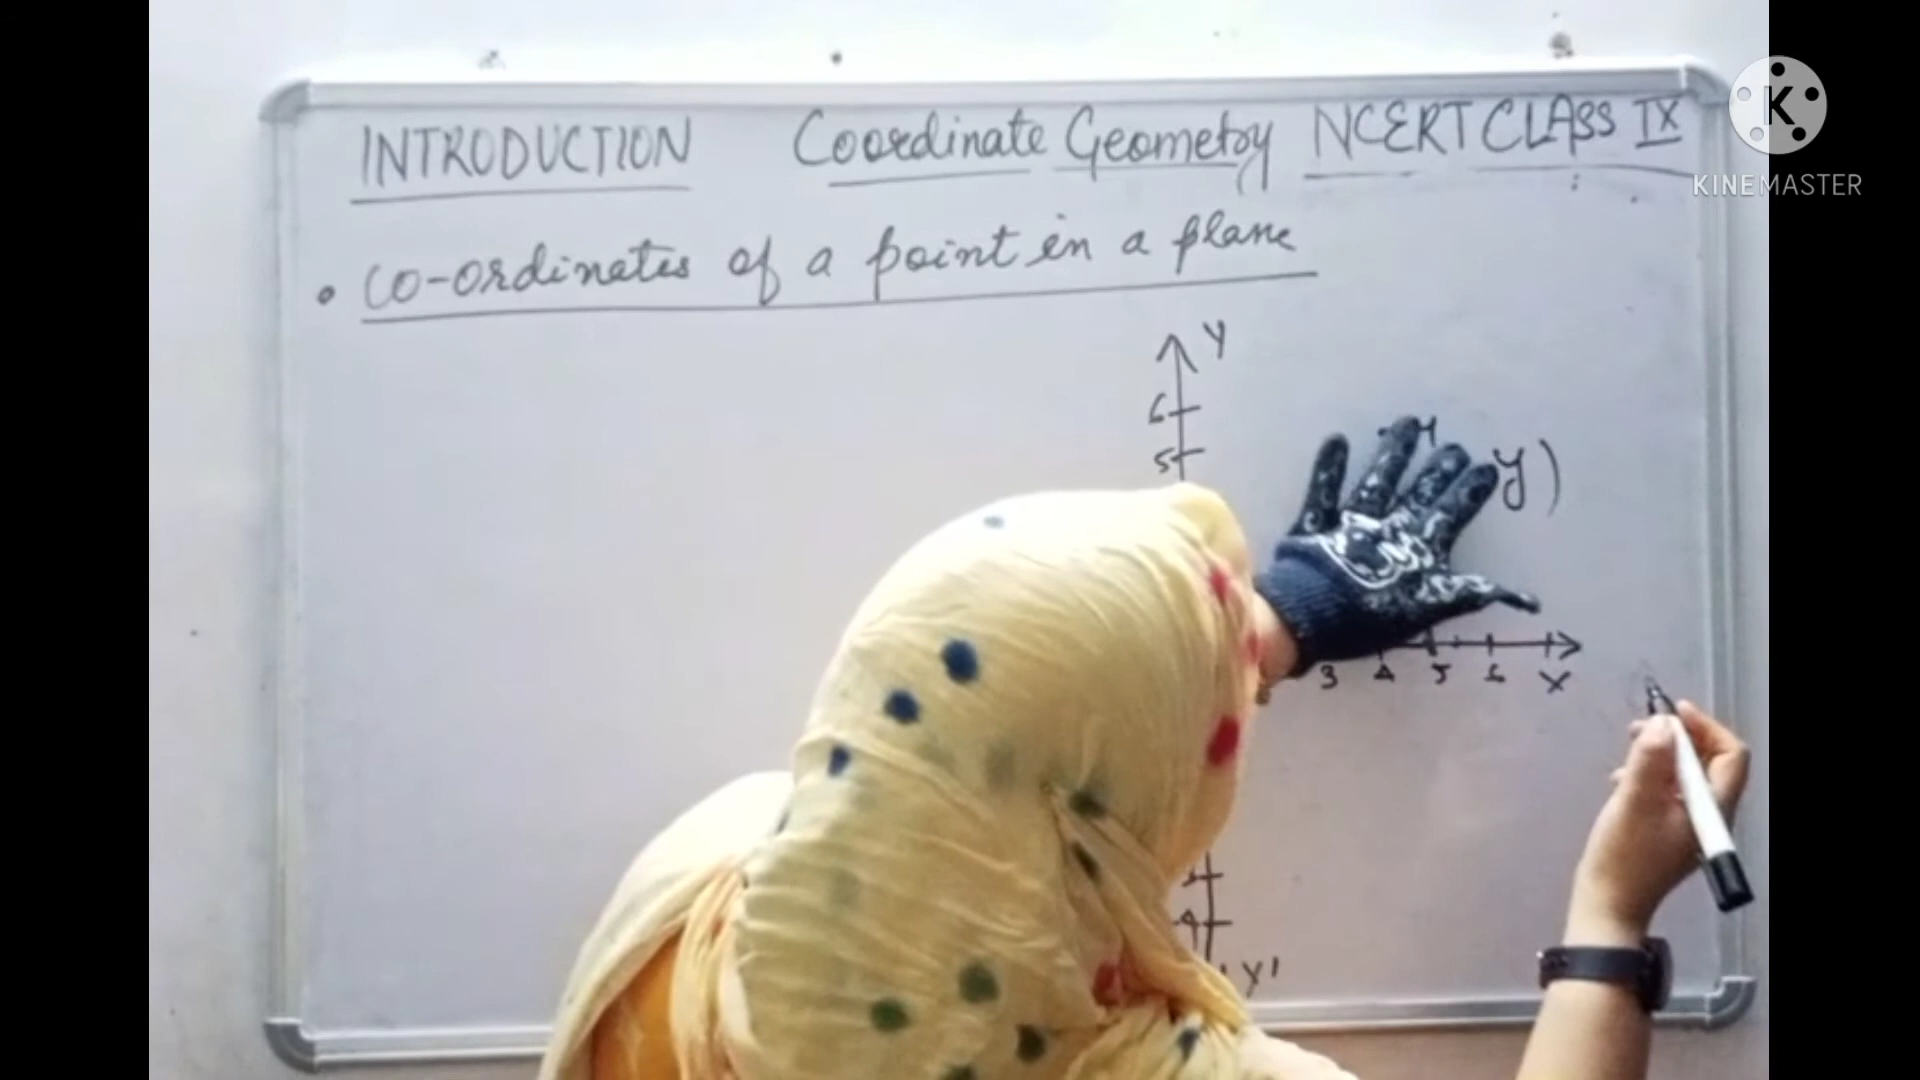 INTRODUCTION Coordinate Geometry NCERT CLASS IX
K
KINEMASTER
• CO-ordinates of a point in a plane
Y
6
5
y)
3 4 5 6 X
4
Y'